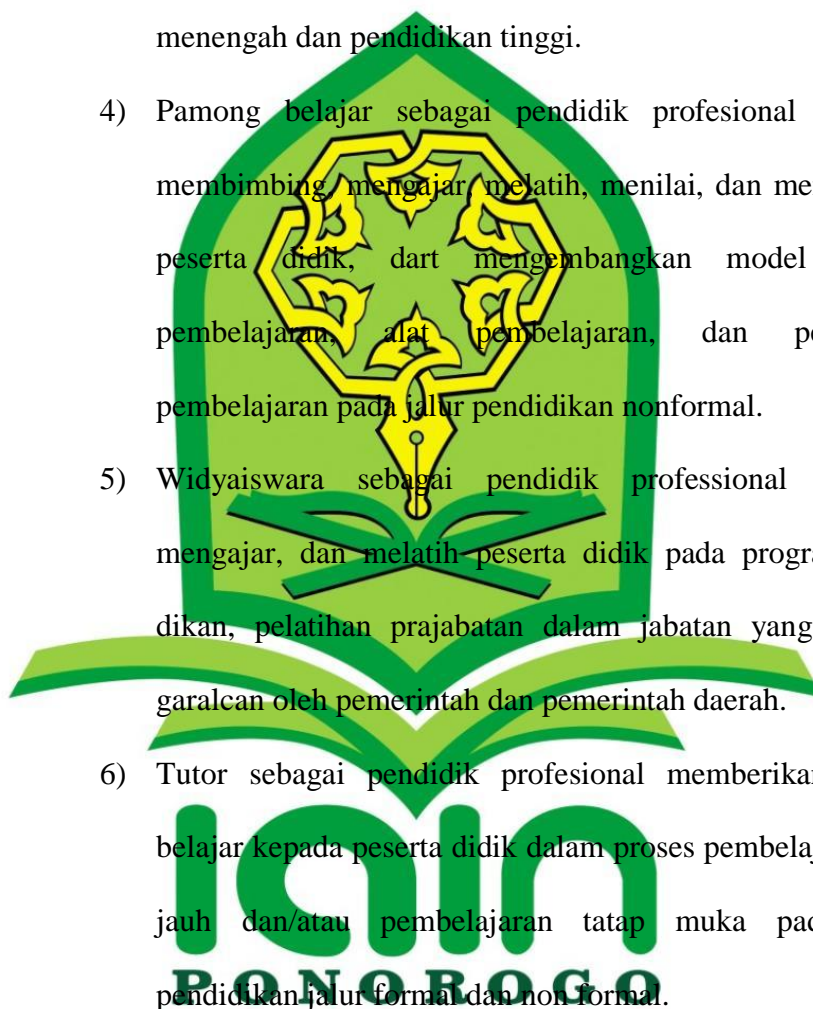 menengah dan pendidikan tinggi.
4) Pamong belajar sebagai pendidik profesional
membimbing, mengajar, melatih, menilai, dan me
peserta didik, dart mengembangkan model
pembelajaran, alat pembelajaran, dan pe
pembelajaran pada jalur pendidikan nonformal.
5) Widyaiswara sebagai pendidik professional
mengajar, dan melatih peserta didik pada progra
dikan, pelatihan prajabatan dalam jabatan yang
garalcan oleh pemerintah dan pemerintah daerah.
6) Tutor sebagai pendidik profesional memberikan
belajar kepada peserta didik dalam proses pembelaj
jauh dan/atau pembelajaran tatap muka pad
pendidikan jalur formal dan non formal.
iain
PONOROGO